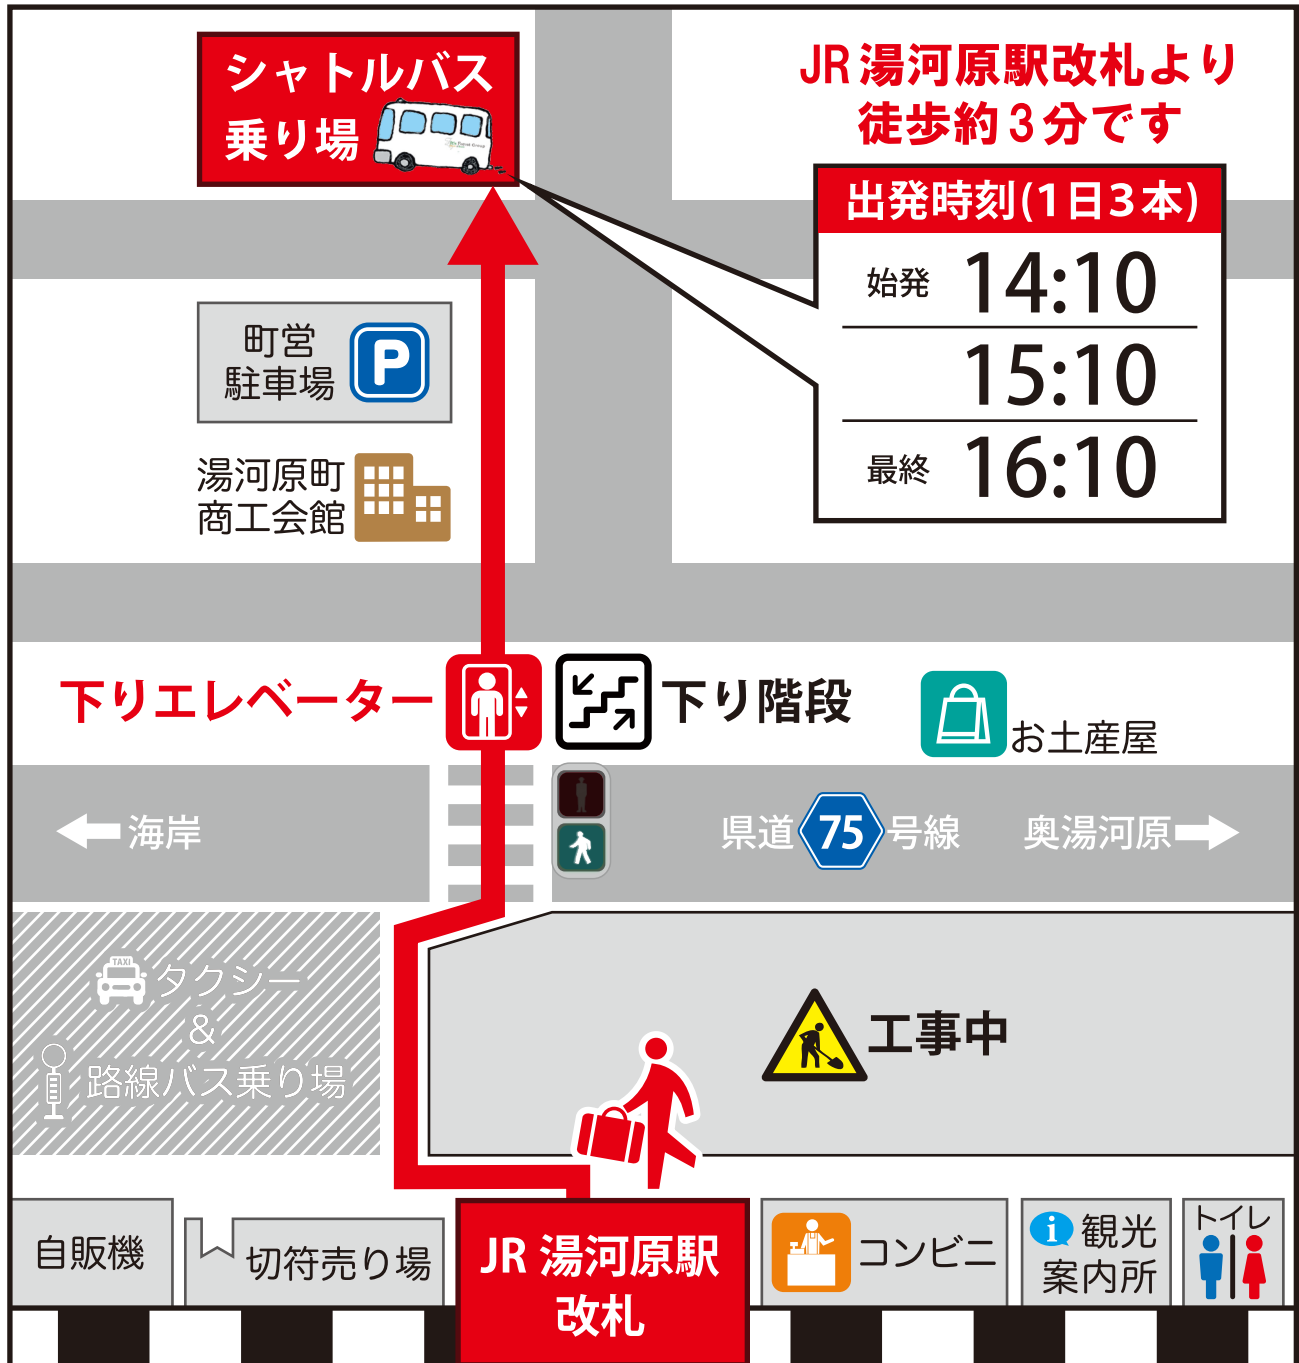 シャトルバス
乗り場
JR 湯河原駅改札より
徒歩約3分です
出発時刻(1日3本)
始発 14:10
15:10
最終 16:10
町営
駐車場
P
湯河原町
商工会館
下りエレベーター
下り階段
お土産屋
海岸
県道 75 号線
奥湯河原
TAXI
タクシー
&
路線バス乗り場
工事中
自販機
切符売り場
JR 湯河原駅
改札
コンビニ
i 観光
案内所
トイレ